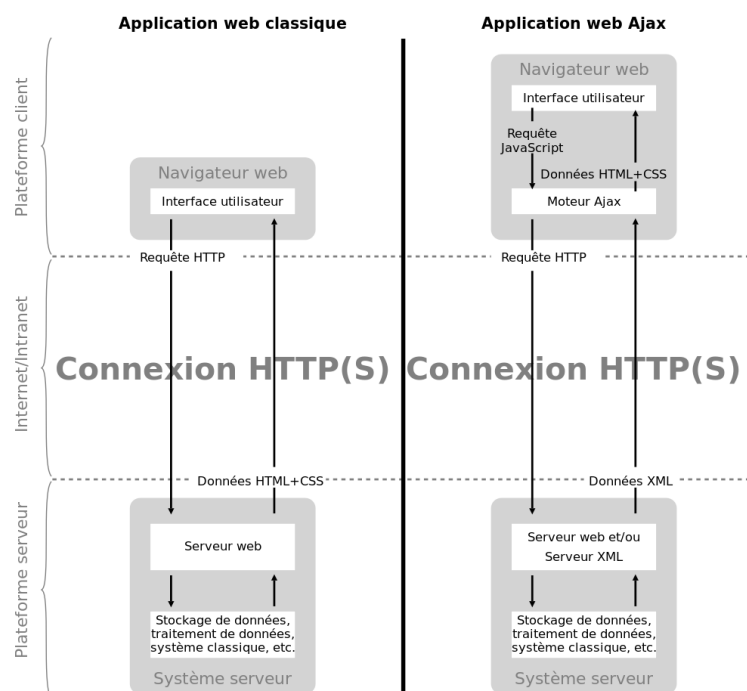 Application web classique
Application web Ajax
Plateforme client
Navigateur web
Interface utilisateur
Navigateur web
Interface utilisateur
Requête
JavaScript
Données HTML+CSS
Moteur Ajax
Requête HTTP
Requête HTTP
Internet/Intranet
Connexion HTTP(S)
Connexion HTTP(S)
Données HTML+CSS
Données XML
Plateforme serveur
Serveur web
Stockage de données,
traitement de données,
système classique, etc.
Système serveur
Serveur web et/ou
Serveur XML
Stockage de données,
traitement de données,
système classique, etc.
Système serveur